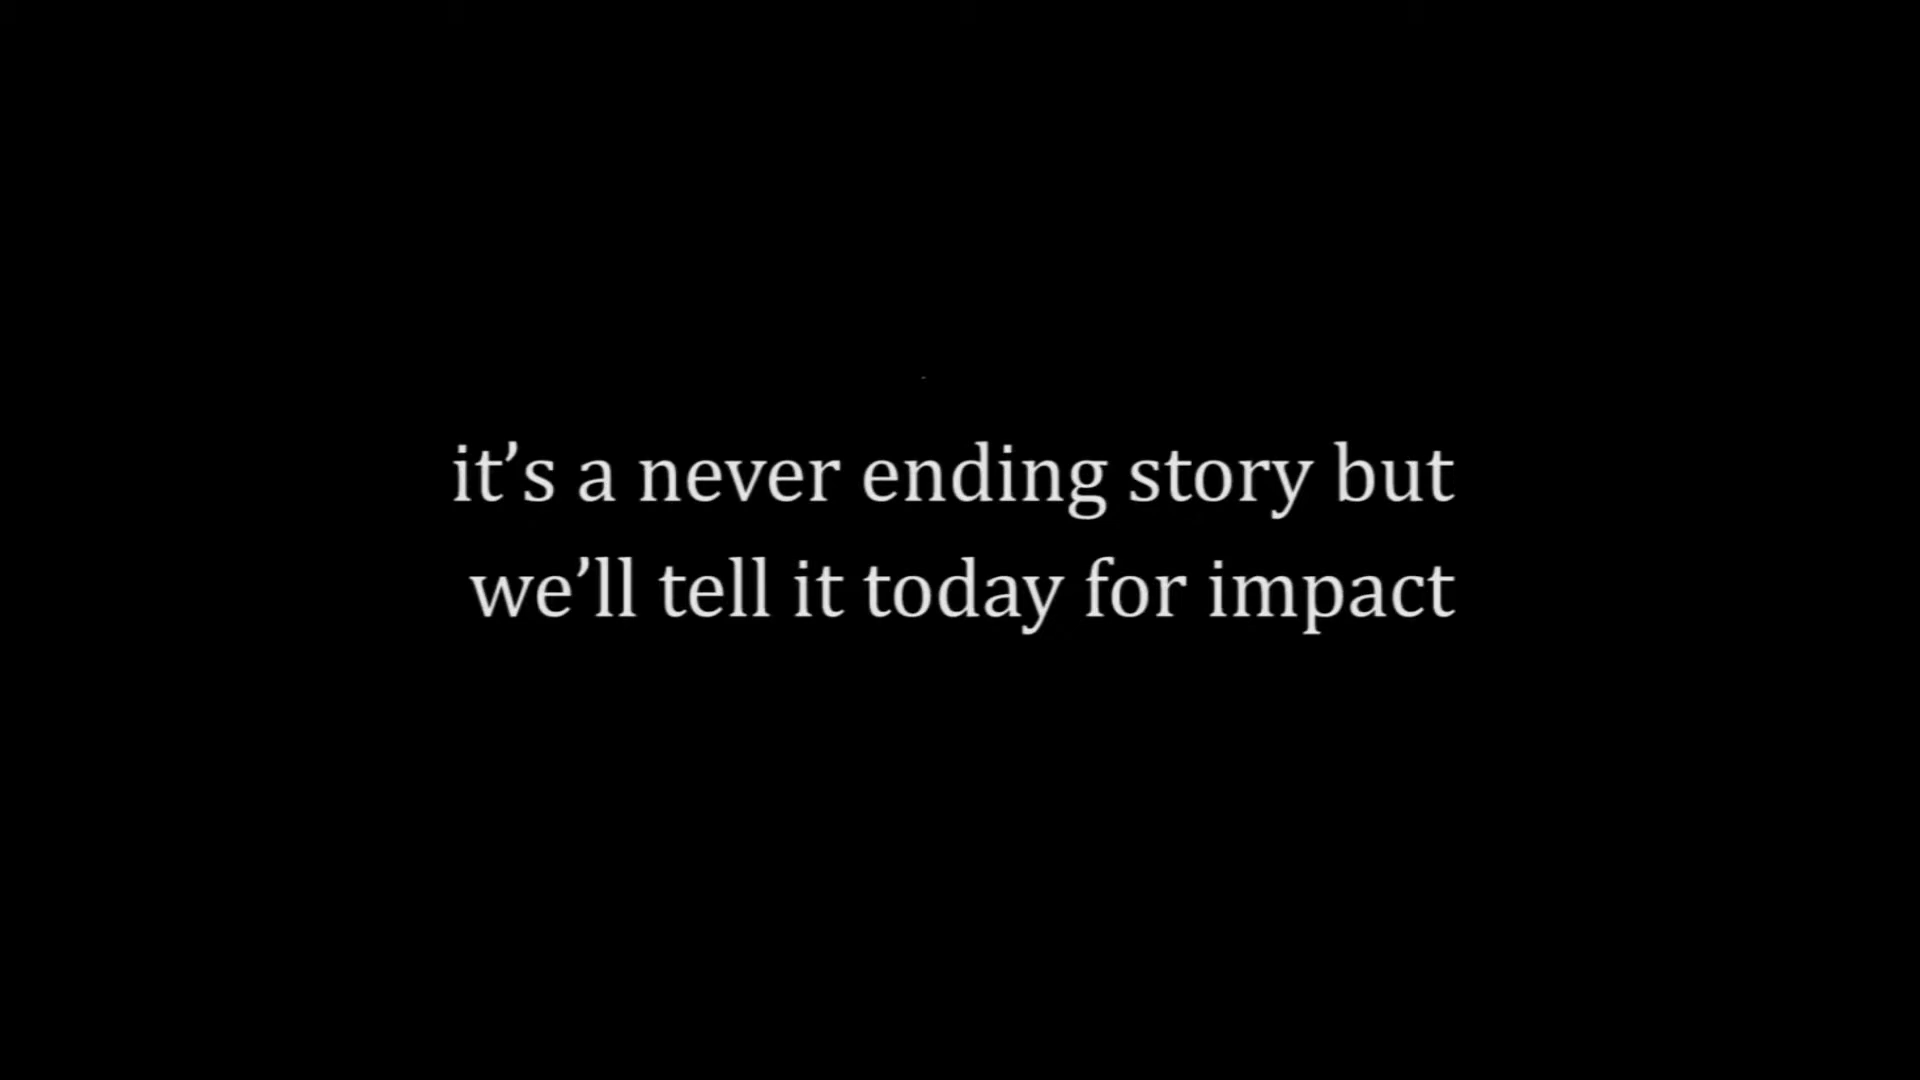 it’s a never ending story but
we’ll tell it today for impact